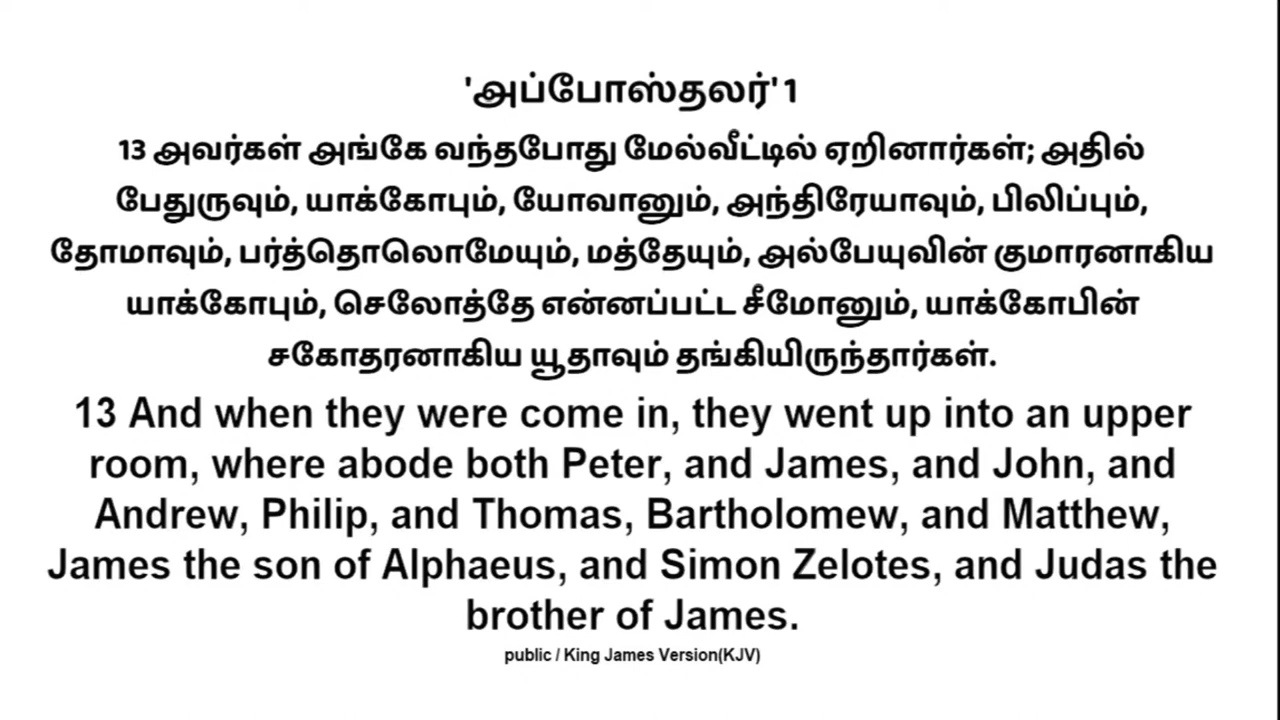 'அப்போஸ்தலர்' 1
13 அவர்கள் அங்கே வந்தபோது மேல்வீட்டில் ஏறினார்கள்; அதில்
பேதுருவும், யாக்கோபும், யோவானும், அந்திரேயாவும், பிலிப்பும்,
தோமாவும், பர்த்தொலொமேயும், மத்தேயும், அல்பேயுவின் குமாரனாகிய
யாக்கோபும், செலோத்தே என்னப்பட்ட சீமோனும், யாக்கோபின்
சகோதரனாகிய யூதாவும் தங்கியிருந்தார்கள்.
13 And when they were come in, they went up into an upper
room, where abode both Peter, and James, and John, and
Andrew, Philip, and Thomas, Bartholomew, and Matthew,
James the son of Alphaeus, and Simon Zelotes, and Judas the
brother of James.
public / King James Version(KJV)